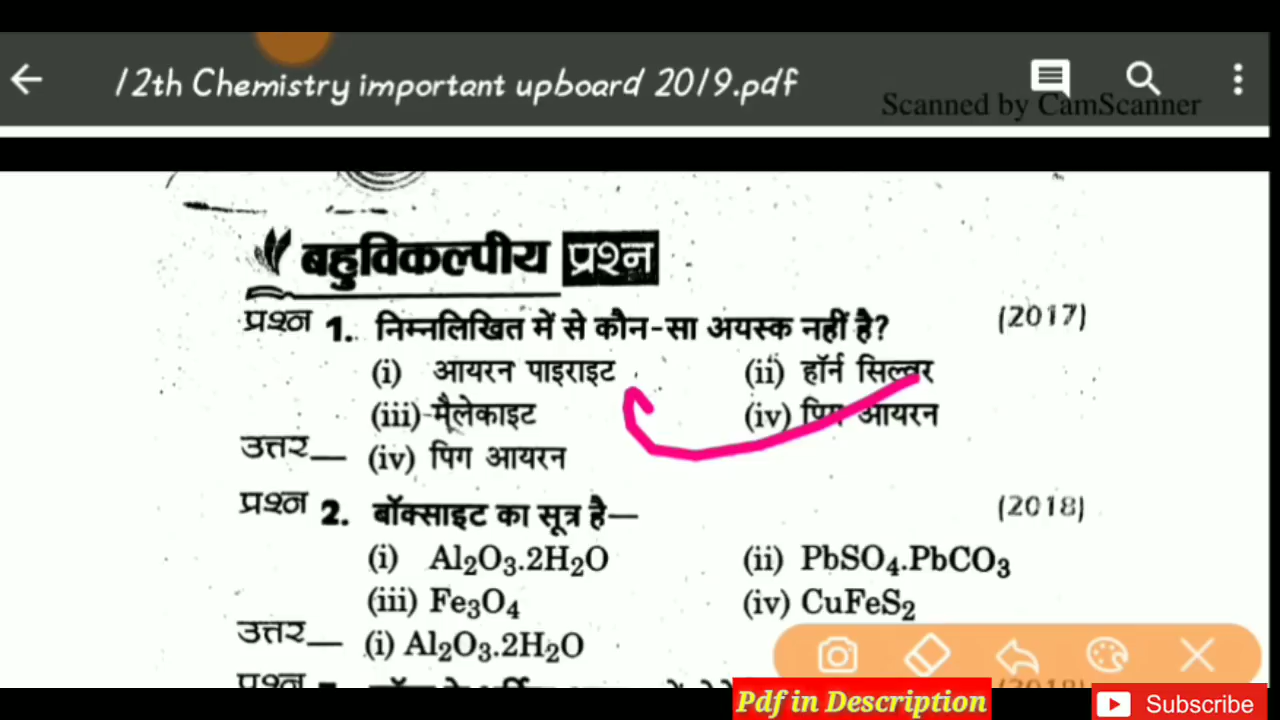 12th Chemistry important upboard 2019.pdf
Scanned by CamScanner
बहुविकल्पीय प्रश्न
प्रश्न 1. निम्नलिखित में से कौन-सा अयस्क नहीं है? (2017)
(i) आयरन पाइराइट (ii) हॉर्न सिल्वर
(iii) मैलेकाइट (iv) पिग आयरन
उत्तर— (iv) पिग आयरन
प्रश्न 2. बॉक्साइट का सूत्र है— (2018)
(i) Al₂O₃.2H₂O (ii) PbSO₄.PbCO₃
(iii) Fe₃O₄ (iv) CuFeS₂
उत्तर— (i) Al₂O₃.2H₂O
Pdf in Description
Subscribe